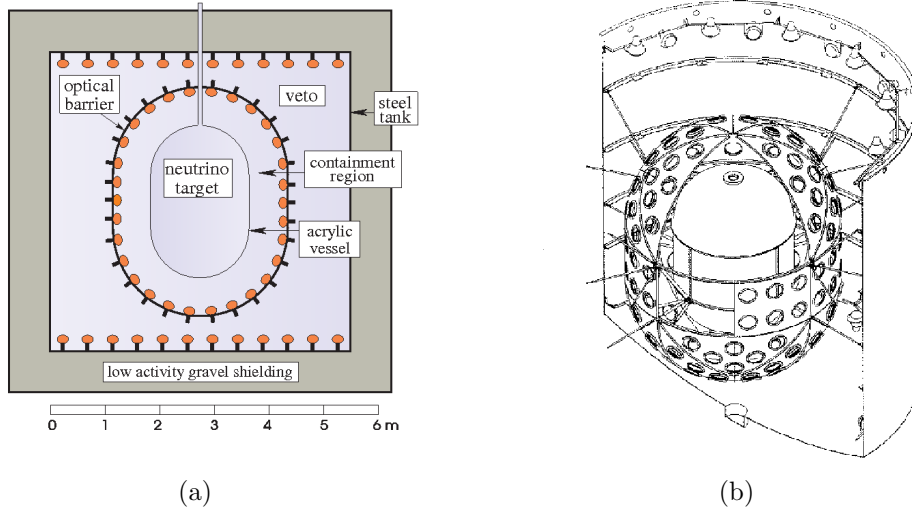 optical
barrier
veto
steel
tank
neutrino
target
containment
region
acrylic
vessel
low activity gravel shielding
0 1 2 3 4 5 6 m
(a) (b)